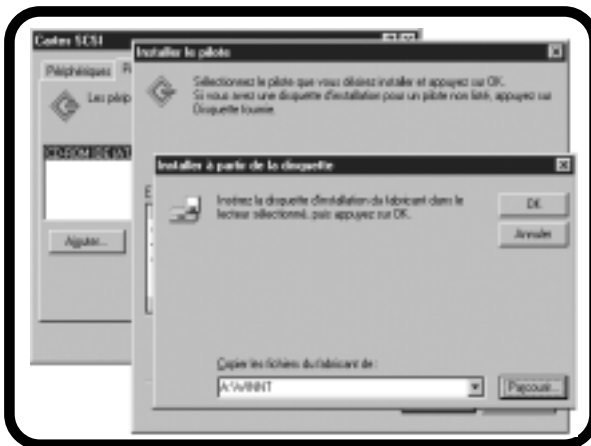 Cartes SCSI
Périphériques
Les périp
CD-ROM IDE (AT
Ajouter...
Installer le pilote
Sélectionnez le pilote que vous désirez installer et appuyez sur OK.
Si vous avez une disquette d'installation pour un pilote non listé, appuyez sur
Disquette fournie.
Installer à partir de la disquette
Insérez la disquette d'installation du fabricant dans le
lecteur sélectionné, puis appuyez sur OK.
OK
Annuler
Copier les fichiers du fabricant de :
A:\WINNT
Parcourir...